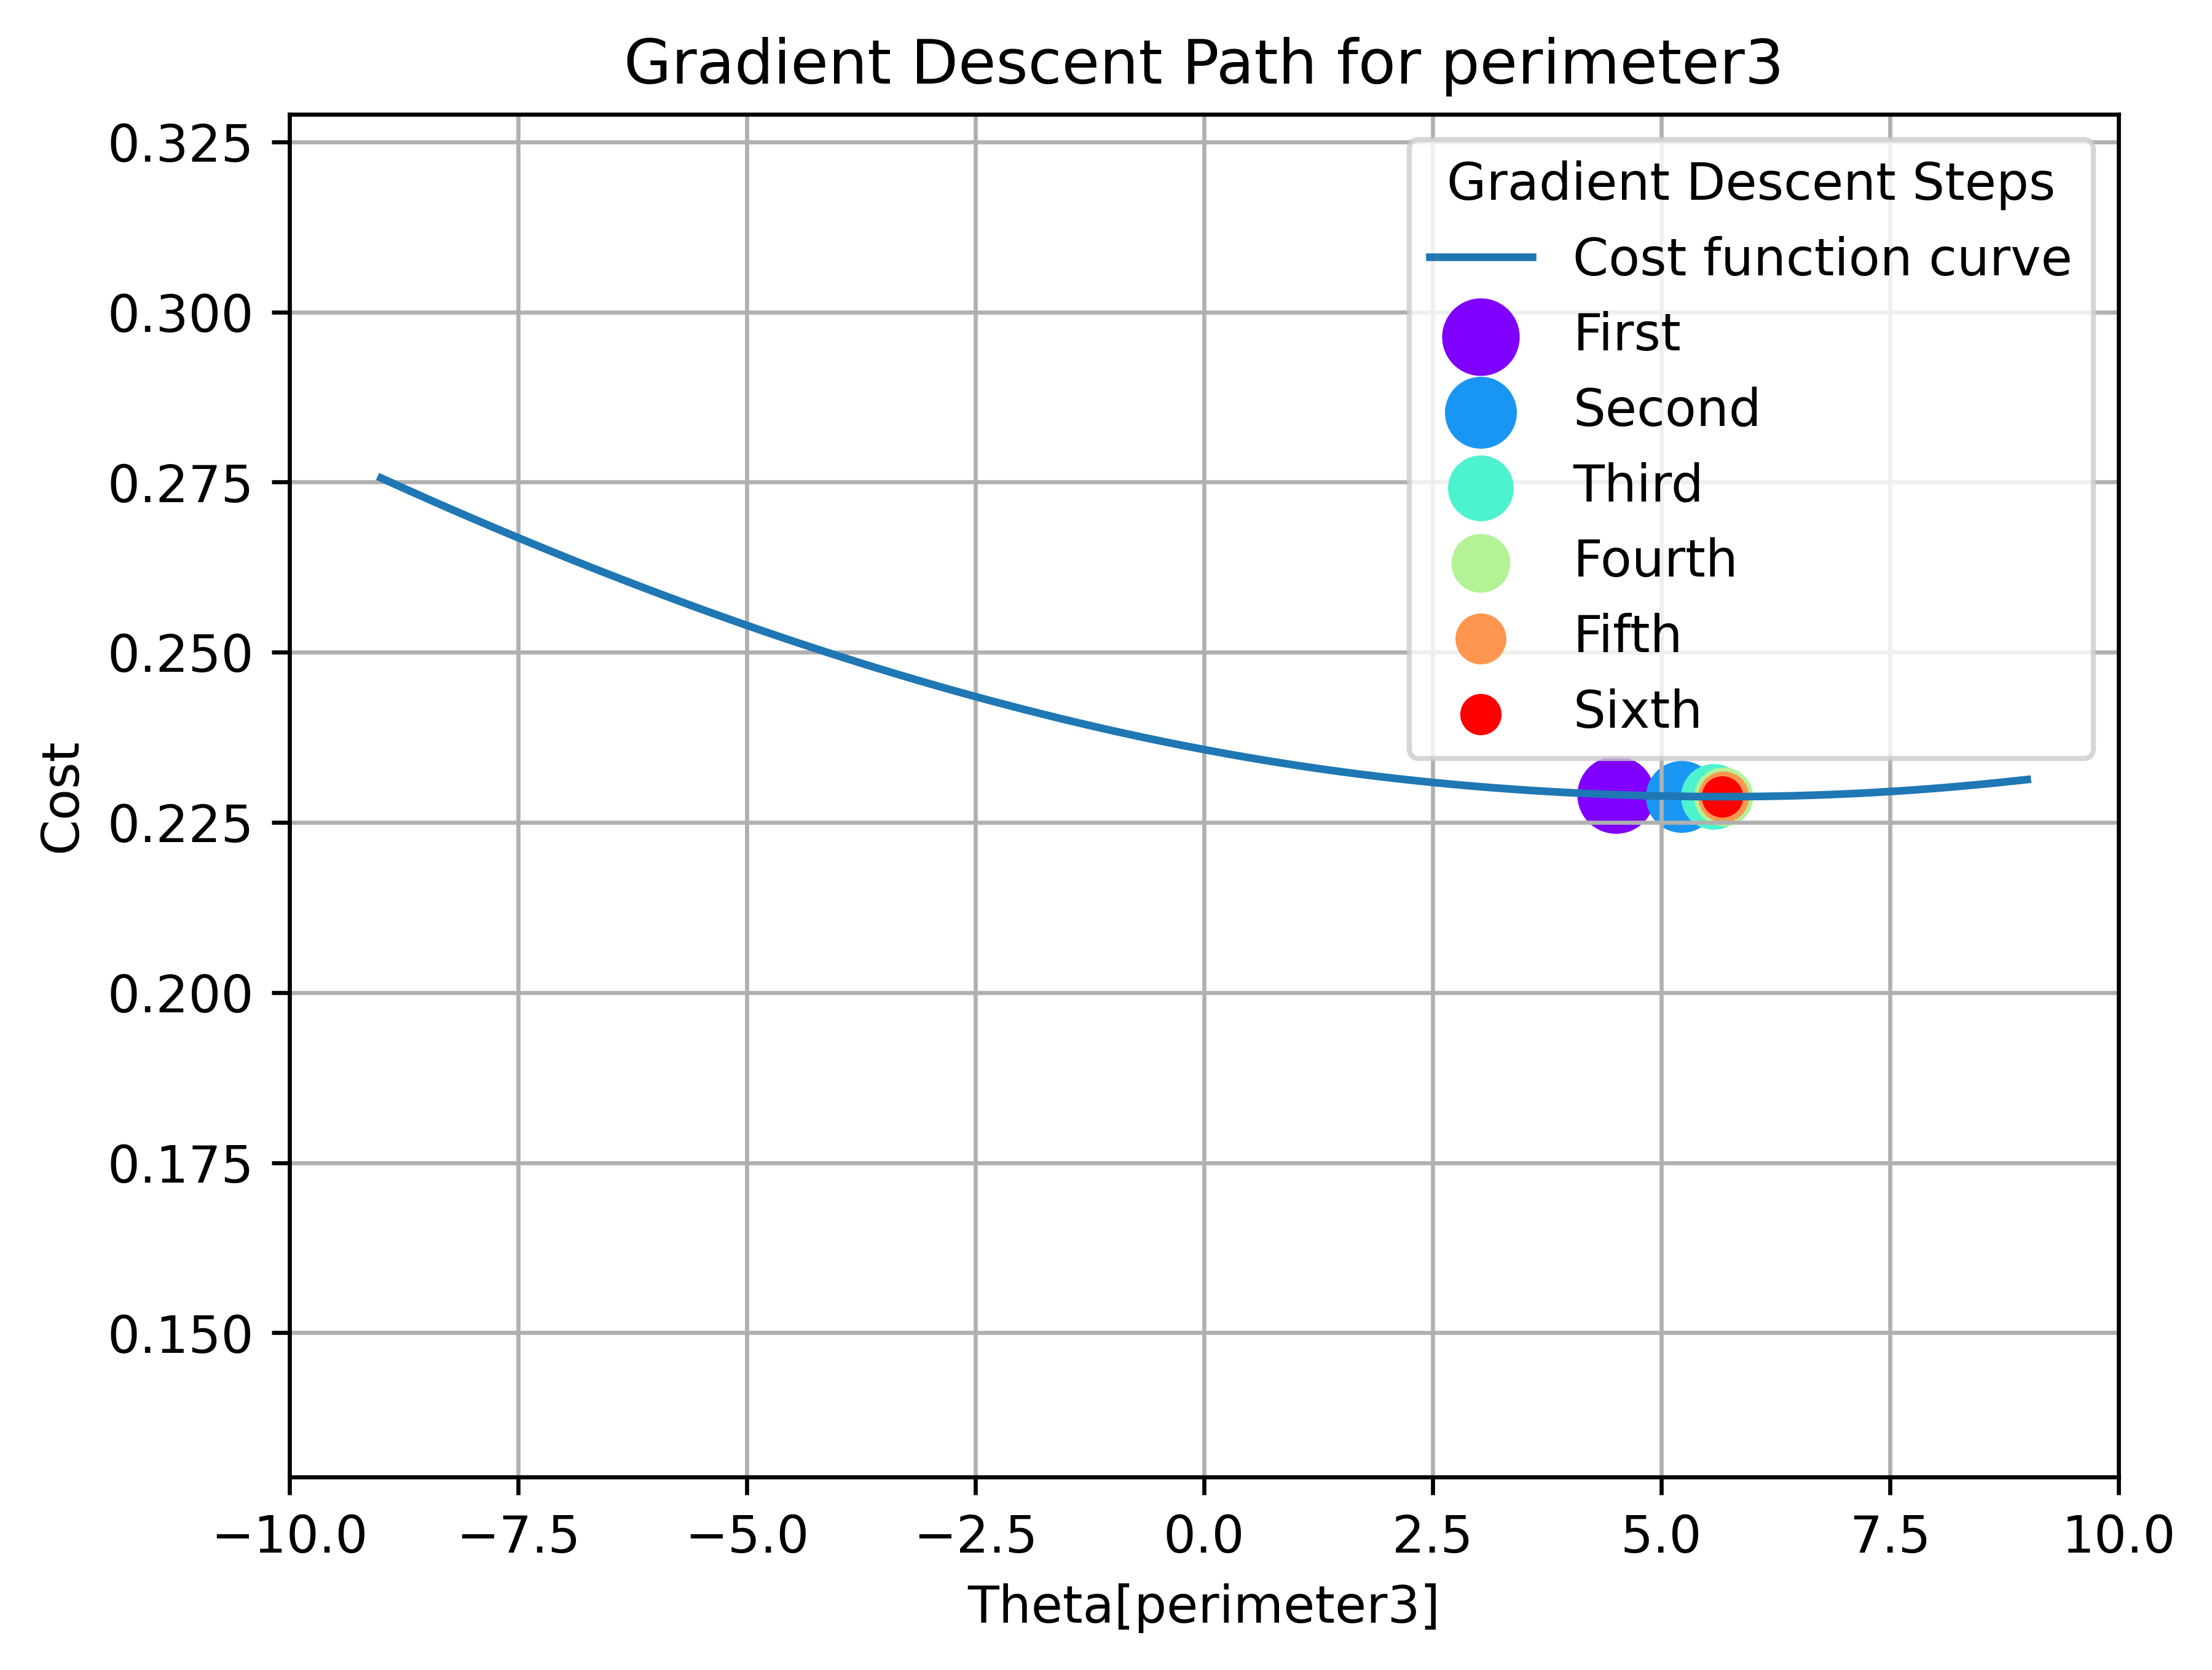 Gradient Descent Path for perimeter3
0.325
0.300
0.275
0.250
0.225
0.200
0.175
0.150
Cost
Gradient Descent Steps
Cost function curve
First
Second
Third
Fourth
Fifth
Sixth
−10.0 −7.5 −5.0 −2.5 0.0 2.5 5.0 7.5 10.0
Theta[perimeter3]